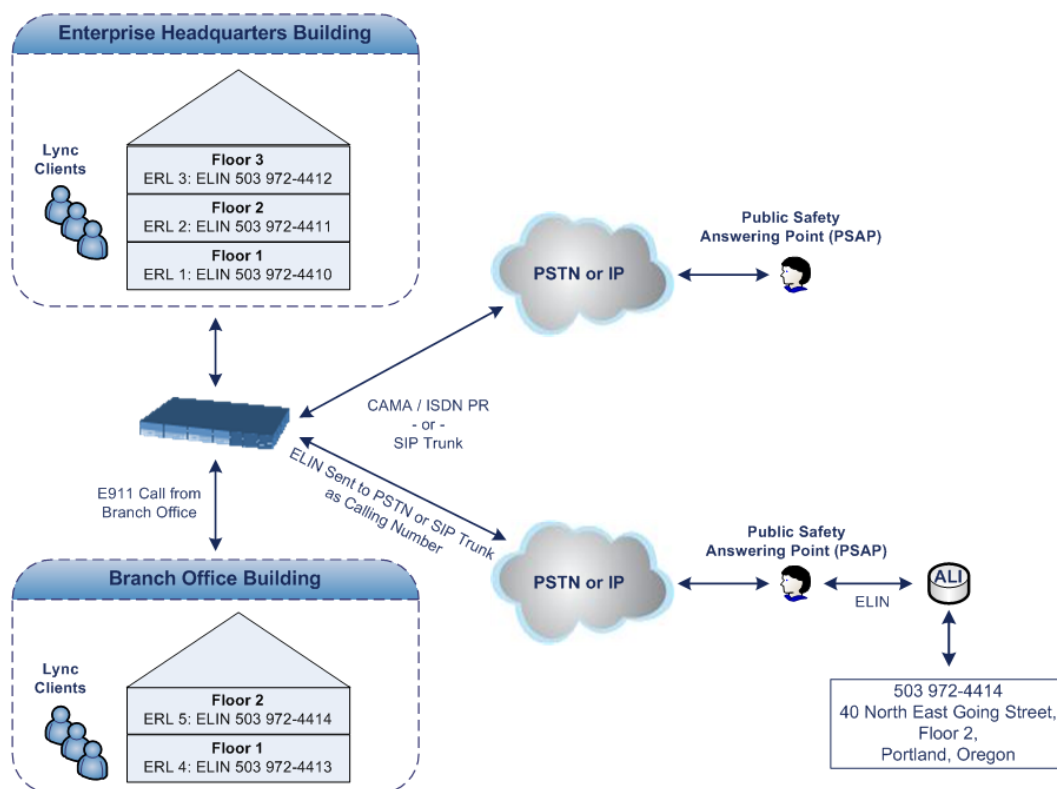 Enterprise Headquarters Building
Lync
Clients
Floor 3
ERL 3: ELIN 503 972-4412
Floor 2
ERL 2: ELIN 503 972-4411
Floor 1
ERL 1: ELIN 503 972-4410
PSTN or IP
Public Safety
Answering Point (PSAP)
CAMA / ISDN PR
- or -
SIP Trunk
ELIN Sent to PSTN or SIP Trunk
as Calling Number
E911 Call from
Branch Office
PSTN or IP
Public Safety
Answering Point (PSAP)
ELIN
ALI
503 972-4414
40 North East Going Street,
Floor 2,
Portland, Oregon
Branch Office Building
Lync
Clients
Floor 2
ERL 5: ELIN 503 972-4414
Floor 1
ERL 4: ELIN 503 972-4413